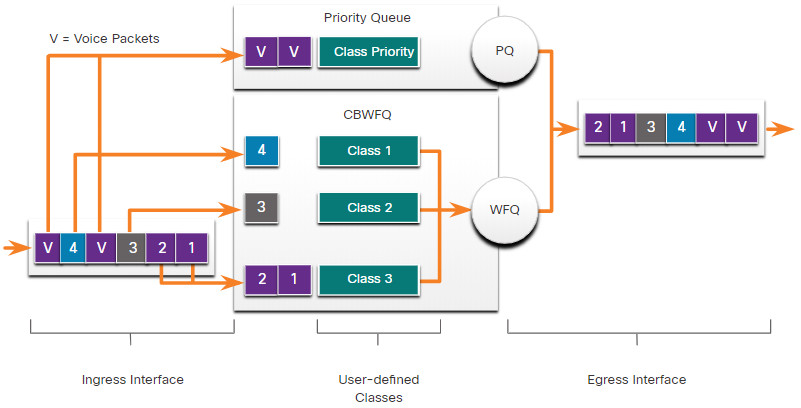 Priority Queue
V = Voice Packets
V V Class Priority PQ
CBWFQ
2 1 3 4 V V
4 Class 1
3 Class 2 WFQ
V 4 V 3 2 1
2 1 Class 3
Ingress Interface
User-defined
Classes
Egress Interface